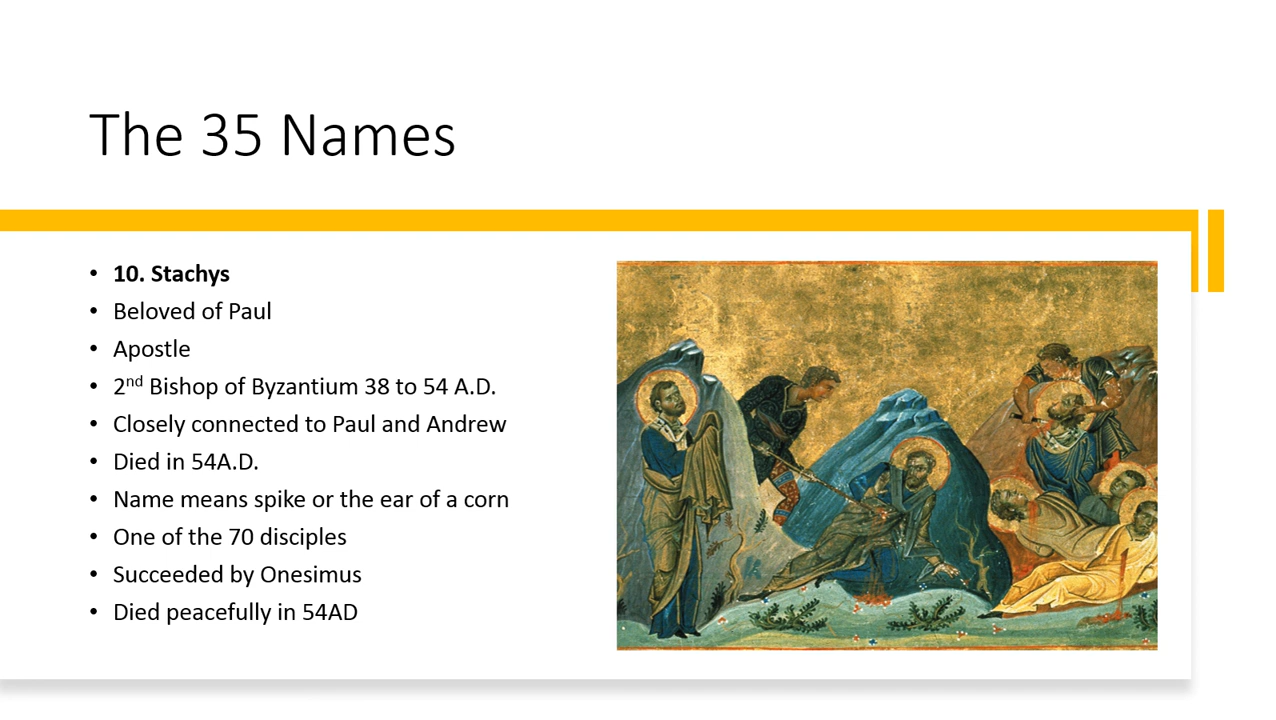 The 35 Names
• 10. Stachys
• Beloved of Paul
• Apostle
• 2nd Bishop of Byzantium 38 to 54 A.D.
• Closely connected to Paul and Andrew
• Died in 54A.D.
• Name means spike or the ear of a corn
• One of the 70 disciples
• Succeeded by Onesimus
• Died peacefully in 54AD